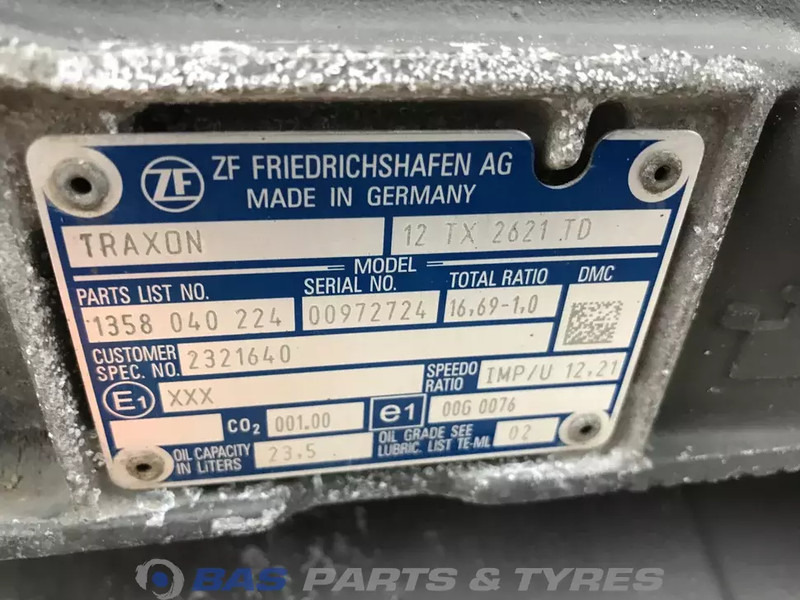 ZF FRIEDRICHSHAFEN AG
MADE IN GERMANY
TRAXON 12 TX 2621 TD
MODEL
PARTS LIST NO. SERIAL NO. TOTAL RATIO DMC
1358 040 224 00972724 16,69-1,0
CUSTOMER SPEC. NO. 2321640
E1 XXX SPEEDO RATIO IMP/U 12,21
CO2 001.00 e1 00G 0076
OIL CAPACITY IN LITERS 23,5 OIL GRADE SEE LUBRIC. LIST TE-ML 02
BAS PARTS & TYRES